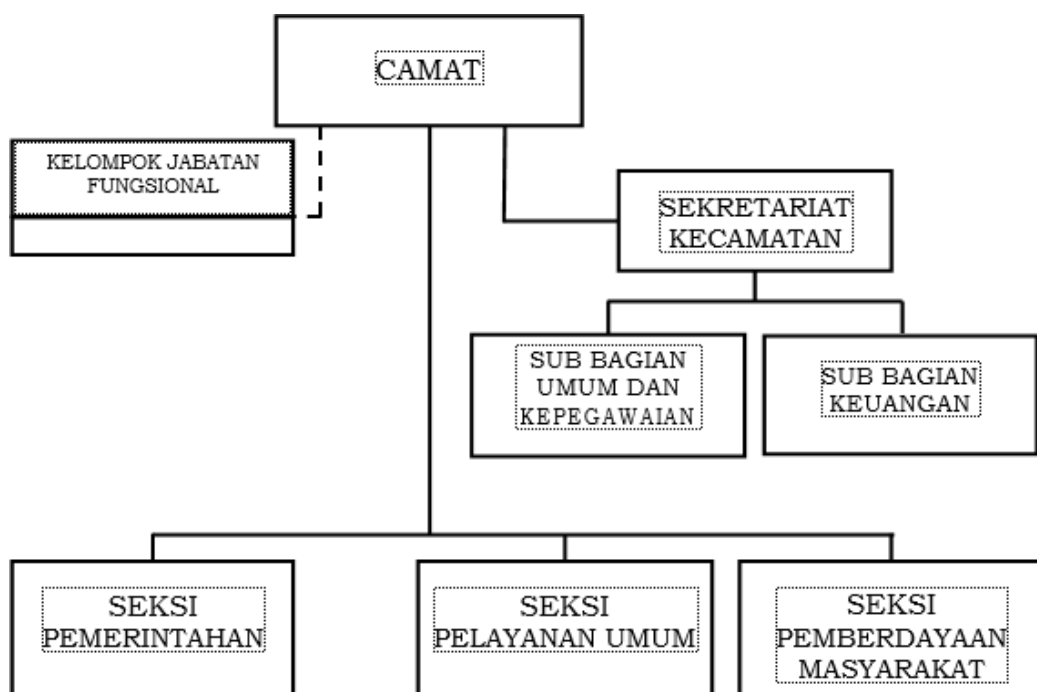 CAMAT
KELOMPOK JABATAN
FUNGSIONAL
SEKRETARIAT
KECAMATAN
SUB BAGIAN
UMUM DAN
KEPEGAWAIAN
SUB BAGIAN
KEUANGAN
SEKSI
PEMERINTAHAN
SEKSI
PELAYANAN UMUM
SEKSI
PEMBERDAYAAN
MASYARAKAT